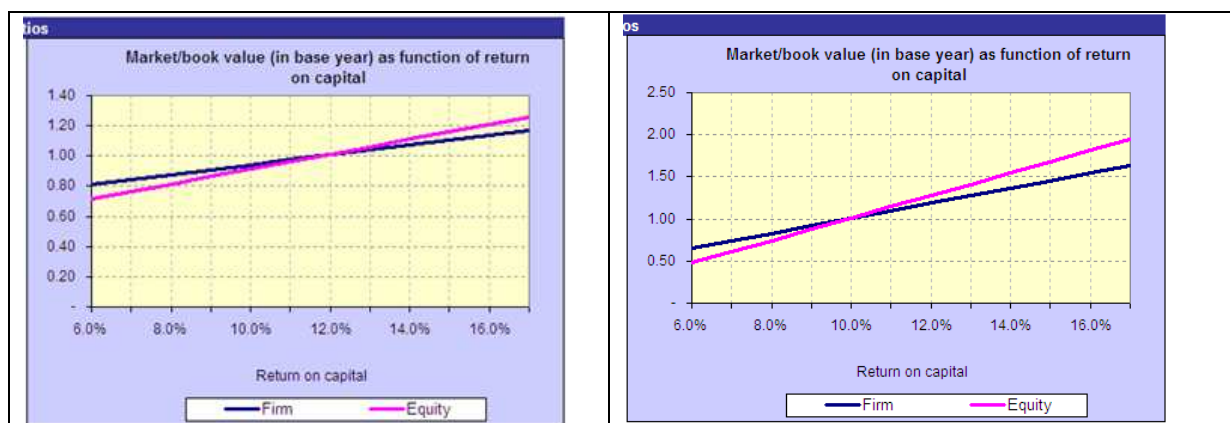 tios
Market/book value (in base year) as function of return
on capital
1.40
1.20
1.00
0.80
0.60
0.40
0.20
-
6.0% 8.0% 10.0% 12.0% 14.0% 16.0%
Return on capital
Firm Equity
os
Market/book value (in base year) as function of return
on capital
2.50
2.00
1.50
1.00
0.50
-
6.0% 8.0% 10.0% 12.0% 14.0% 16.0%
Return on capital
Firm Equity